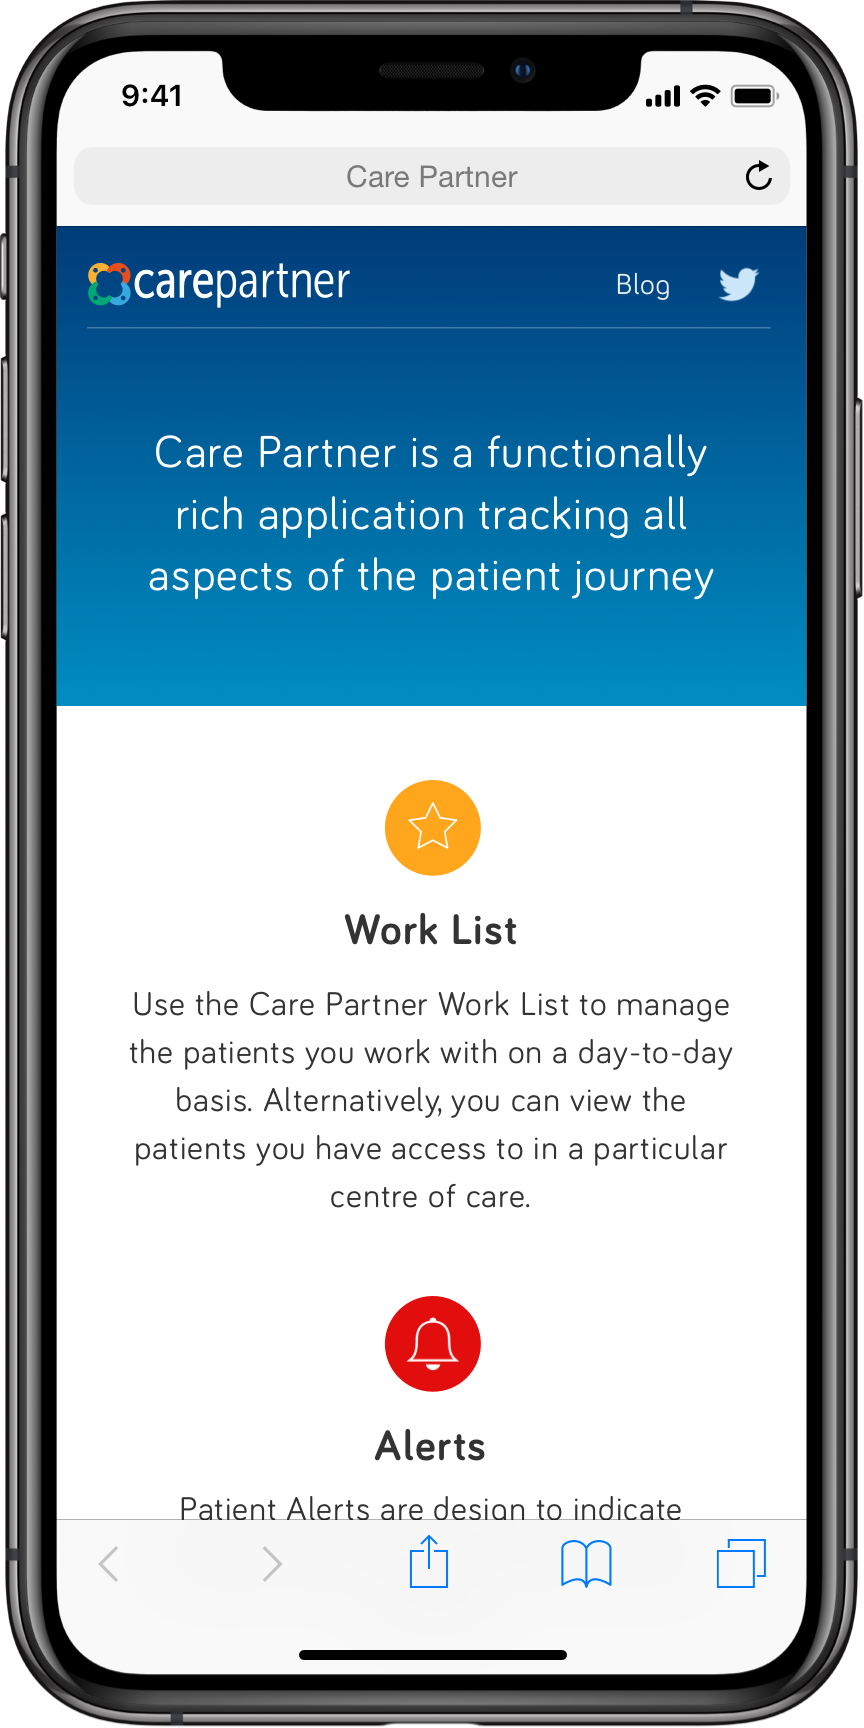 9:41
Care Partner
carepartner
Blog
Care Partner is a functionally
rich application tracking all
aspects of the patient journey
Work List
Use the Care Partner Work List to manage
the patients you work with on a day-to-day
basis. Alternatively, you can view the
patients you have access to in a particular
centre of care.
Alerts
Patient Alerts are design to indicate